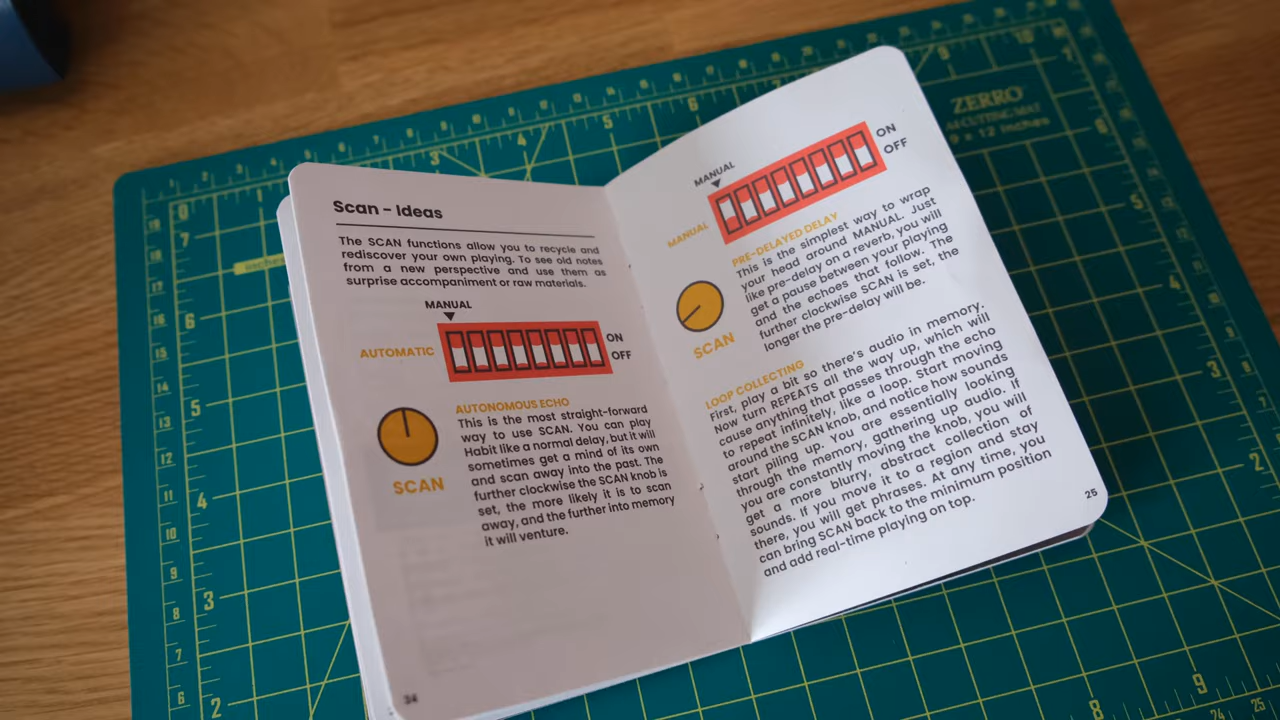 Scan - Ideas
The SCAN functions allow you to recycle and
rediscover your own playing. To see old notes
from a new perspective and use them as
surprise accompaniment or raw materials.
MANUAL
AUTOMATIC
ON
OFF
SCAN
AUTONOMOUS ECHO
This is the most straight-forward
way to use SCAN. You can play
Habit like a normal delay, but it will
sometimes get a mind of its own
and scan away into the past. The
further clockwise the SCAN knob is
set, the more likely it is to scan
away, and the further into memory
it will venture.
MANUAL
MANUAL
ON
OFF
SCAN
PRE-DELAYED DELAY
This is the simplest way to wrap
your head around MANUAL. Just
like pre-delay on a reverb, you will
get a pause between your playing
and the echoes that follow. The
further clockwise SCAN is set, the
longer the pre-delay will be.
LOOP COLLECTING
First, play a bit so there's audio in memory.
Now turn REPEATS all the way up, which will
cause anything that passes through the echo
to repeat infinitely, like a loop. Start moving
around the SCAN knob, and notice how sounds
start piling up. You are essentially looking
through the memory, gathering up audio. If
you are constantly moving the knob, you will
get a more blurry, abstract collection of
sounds. If you move it to a region and stay
there, you will get phrases. At any time, you
can bring SCAN back to the minimum position
and add real-time playing on top.
25
ZERRO
12 inches